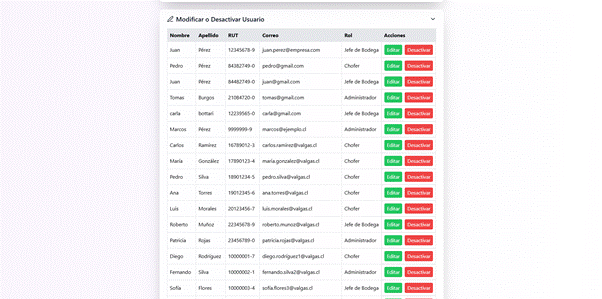 Modificar o Desactivar Usuario
Nombre Apellido RUT Correo Rol Acciones
Juan Pérez 12345678-9 juan.perez@empresa.com Jefe de Bodega Editar Desactivar
Pedro Pérez 84382749-0 pedro@gmail.com Chofer Editar Desactivar
Juan Pérez 84482749-0 juan@gmail.com Jefe de Bodega Editar Desactivar
Tomas Burgos 21084720-0 tomas@gmail.com Administrador Editar Desactivar
carla bottari 12239565-0 carla@gmail.com Jefe de Bodega Editar Desactivar
Marcos Pérez 9999999-9 marcos@ejemplo.cl Administrador Editar Desactivar
Carlos Ramírez 16789012-3 carlos.ramirez@valgas.cl Chofer Editar Desactivar
María González 17890123-4 maria.gonzalez@valgas.cl Chofer Editar Desactivar
Pedro Silva 18901234-5 pedro.silva@valgas.cl Chofer Editar Desactivar
Ana Torres 19012345-6 ana.torres@valgas.cl Chofer Editar Desactivar
Luis Morales 20123456-7 luis.morales@valgas.cl Chofer Editar Desactivar
Roberto Muñoz 22345678-9 roberto.munoz@valgas.cl Jefe de Bodega Editar Desactivar
Patricia Rojas 23456789-0 patricia.rojas@valgas.cl Administrador Editar Desactivar
Diego Rodríguez 10000001-7 diego.rodriguez1@valgas.cl Chofer Editar Desactivar
Fernando Silva 10000002-1 fernando.silva2@valgas.cl Administrador Editar Desactivar
Sofía Flores 10000003-4 sofia.flores3@valgas.cl Jefe de Bodega Editar Desactivar